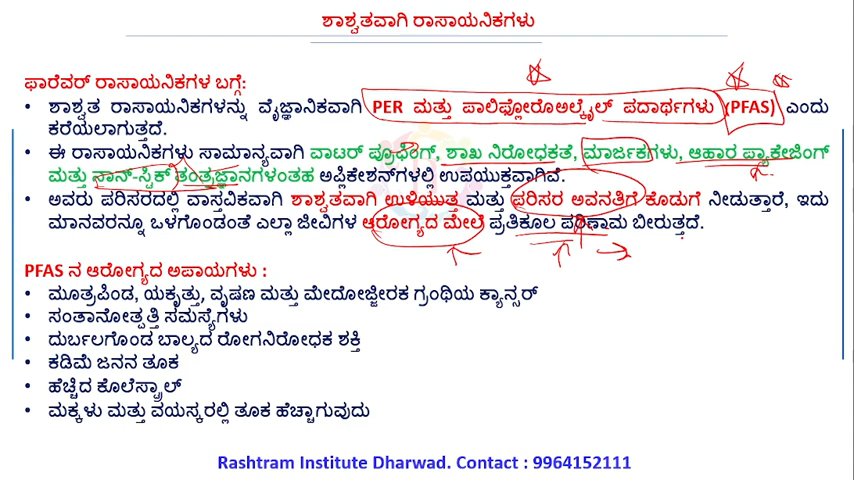 ಶಾಶ್ವತವಾಗಿ ರಾಸಾಯನಿಕಗಳು
ಫಾರೆವರ್ ರಾಸಾಯನಿಕಗಳ ಬಗ್ಗೆ:
• ಶಾಶ್ವತ ರಾಸಾಯನಿಕಗಳನ್ನು ವೈಜ್ಞಾನಿಕವಾಗಿ PER ಮತ್ತು ಪಾಲಿಫ್ಲೋರೊಅಲ್ಕೈಲ್ ಪದಾರ್ಥಗಳು (PFAS) ಎಂದು
ಕರೆಯಲಾಗುತ್ತದೆ.
• ಈ ರಾಸಾಯನಿಕಗಳು ಸಾಮಾನ್ಯವಾಗಿ ವಾಟರ್ ಪ್ರೂಫಿಂಗ್, ಶಾಖ ನಿರೋಧಕತೆ, ಮಾರ್ಜಕಗಳು, ಆಹಾರ ಪ್ಯಾಕೇಜಿಂಗ್
ಮತ್ತು ನಾನ್-ಸ್ಟಿಕ್ ತಂತ್ರಜ್ಞಾನಗಳಂತಹ ಅಪ್ಲಿಕೇಶನ್‌ಗಳಲ್ಲಿ ಉಪಯುಕ್ತವಾಗಿವೆ.
• ಅವರು ಪರಿಸರದಲ್ಲಿ ವಾಸ್ತವಿಕವಾಗಿ ಶಾಶ್ವತವಾಗಿ ಉಳಿಯುತ್ತ ಮತ್ತು ಪರಿಸರ ಅವನತಿಗೆ ಕೊಡುಗೆ ನೀಡುತ್ತಾರೆ, ಇದು
ಮಾನವರನ್ನೂ ಒಳಗೊಂಡಂತೆ ಎಲ್ಲಾ ಜೀವಿಗಳ ಆರೋಗ್ಯದ ಮೇಲೆ ಪ್ರತಿಕೂಲ ಪರಿಣಾಮ ಬೀರುತ್ತದೆ.
PFAS ನ ಆರೋಗ್ಯದ ಅಪಾಯಗಳು :
• ಮೂತ್ರಪಿಂಡ, ಯಕೃತ್ತು, ವೃಷಣ ಮತ್ತು ಮೇದೋಜ್ಜೀರಕ ಗ್ರಂಥಿಯ ಕ್ಯಾನ್ಸರ್
• ಸಂತಾನೋತ್ಪತ್ತಿ ಸಮಸ್ಯೆಗಳು
• ದುರ್ಬಲಗೊಂಡ ಬಾಲ್ಯದ ರೋಗನಿರೋಧಕ ಶಕ್ತಿ
• ಕಡಿಮೆ ಜನನ ತೂಕ
• ಹೆಚ್ಚಿದ ಕೊಲೆಸ್ಟ್ರಾಲ್
• ಮಕ್ಕಳು ಮತ್ತು ವಯಸ್ಕರಲ್ಲಿ ತೂಕ ಹೆಚ್ಚಾಗುವುದು
Rashtram Institute Dharwad. Contact : 9964152111